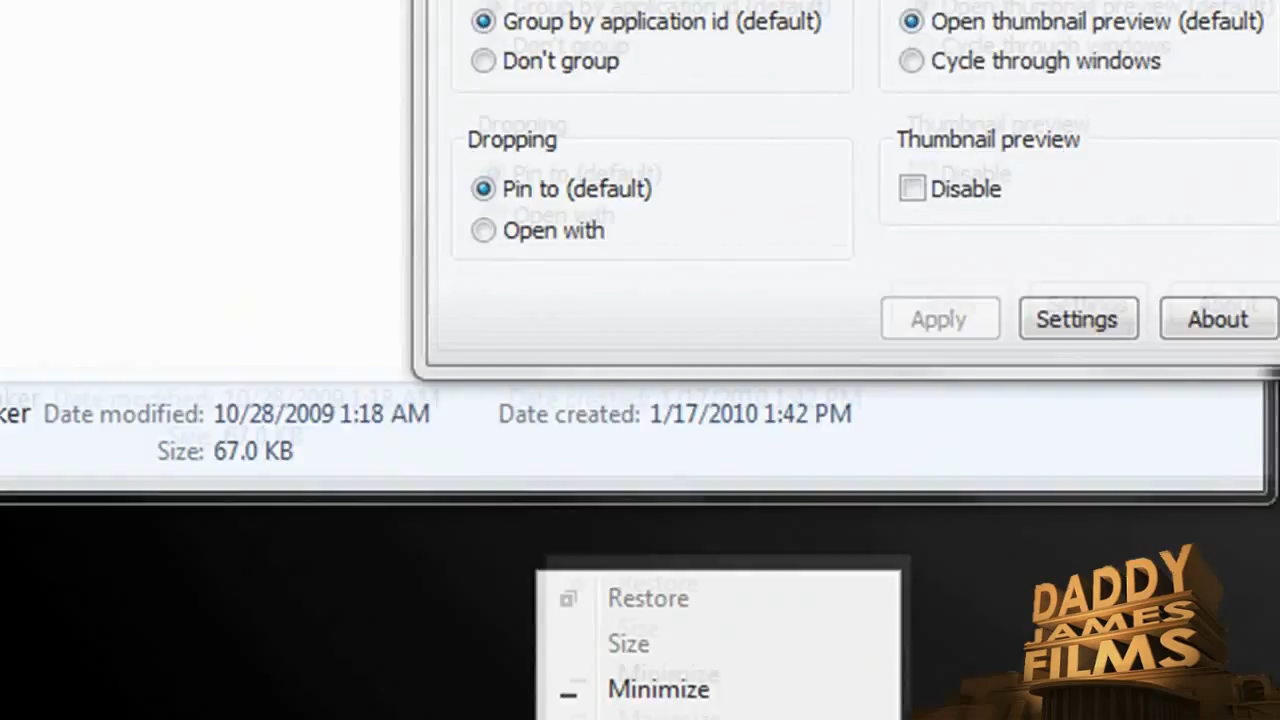 Group by application id (default)
Open thumbnail preview (default)
Don't group
Cycle through windows
Dropping
Thumbnail preview
Pin to (default)
Disable
Open with
Apply
Settings
About
ker Date modified: 10/28/2009 1:18 AM
Date created: 1/17/2010 1:42 PM
Size: 67.0 KB
Restore
Size
Minimize
DADDY
JAMES
FILMS